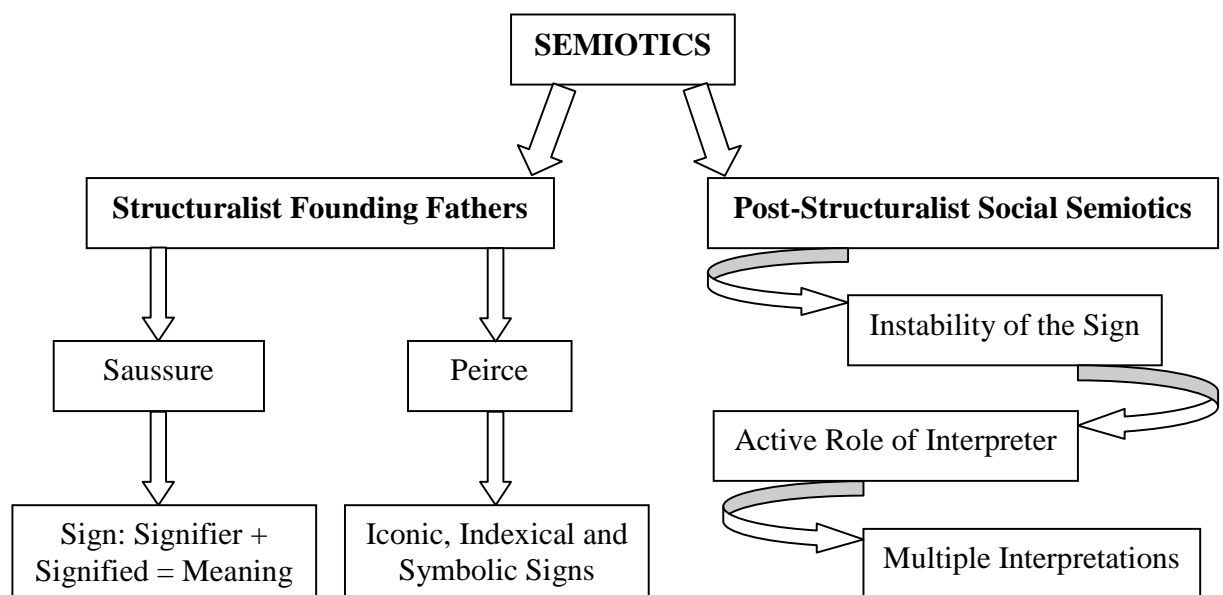 SEMIOTICS
Structuralist Founding Fathers
Post-Structuralist Social Semiotics
Instability of the Sign
Saussure
Peirce
Active Role of Interpreter
Sign: Signifier +
Signified = Meaning
Iconic, Indexical and
Symbolic Signs
Multiple Interpretations